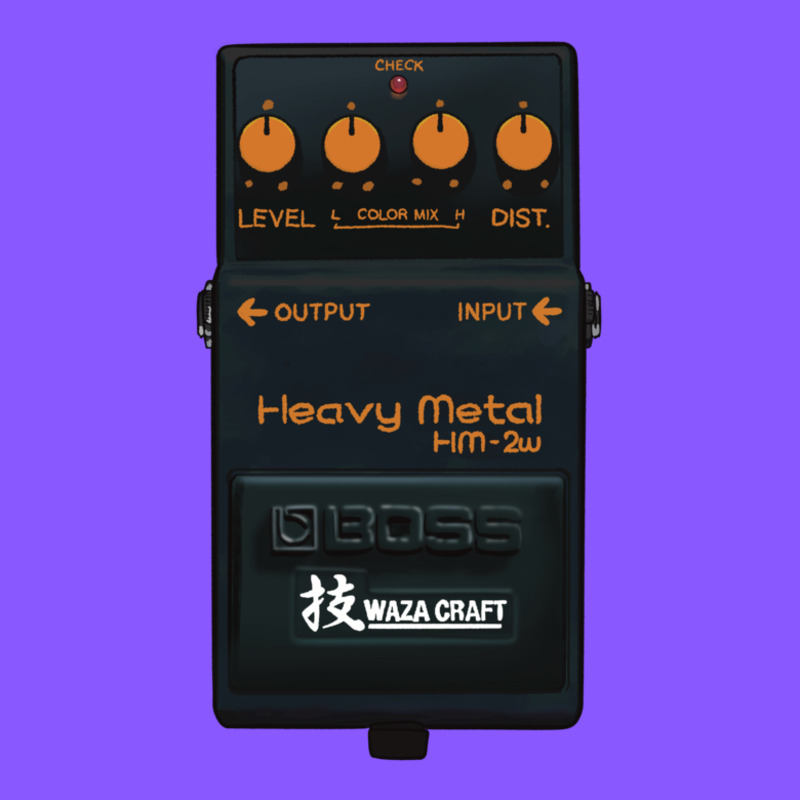 CHECK
LEVEL L COLOR MIX H DIST.
OUTPUT INPUT
Heavy Metal
HM-2w
BOSS
技 WAZA CRAFT